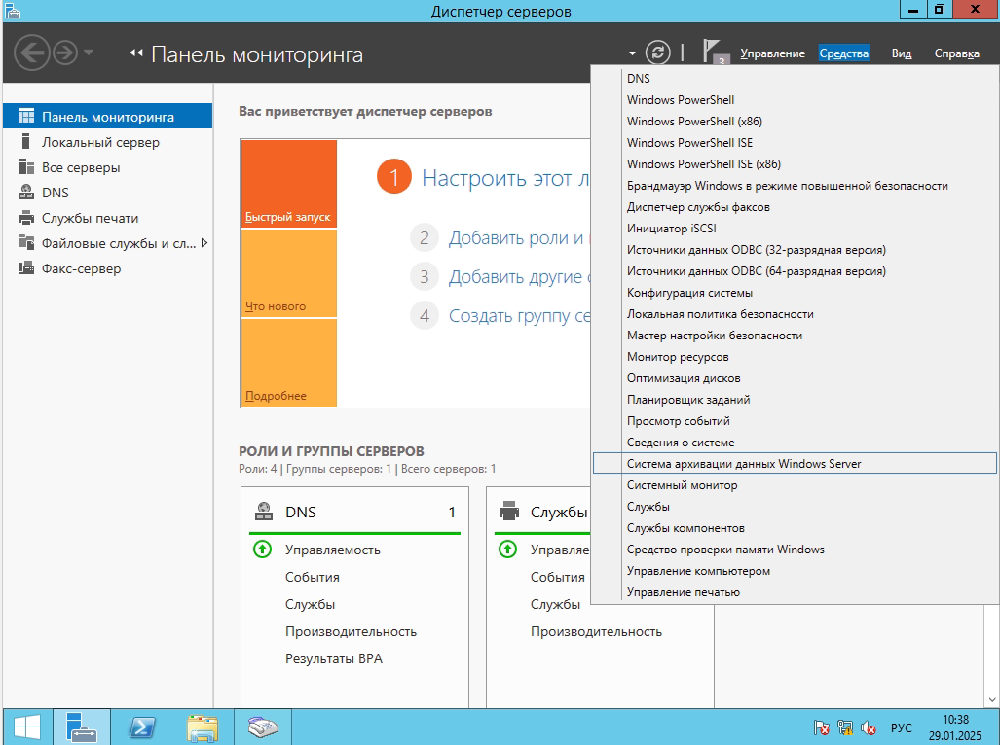 Диспетчер серверов
Панель мониторинга
3
Управление
Средства
Вид
Справка
Панель мониторинга
Локальный сервер
Все серверы
DNS
Службы печати
Файловые службы и сл...
Факс-сервер
Вас приветствует диспетчер серверов
Быстрый запуск
Что нового
Подробнее
1 Настроить этот л
2 Добавить роли и
3 Добавить другие
4 Создать группу се
РОЛИ И ГРУППЫ СЕРВЕРОВ
Роли: 4 | Группы серверов: 1 | Всего серверов: 1
DNS 1
Управляемость
События
Службы
Производительность
Результаты BPA
Службы
Управляе
События
Службы
Производительность
DNS
Windows PowerShell
Windows PowerShell (x86)
Windows PowerShell ISE
Windows PowerShell ISE (x86)
Брандмауэр Windows в режиме повышенной безопасности
Диспетчер службы факсов
Инициатор iSCSI
Источники данных ODBC (32-разрядная версия)
Источники данных ODBC (64-разрядная версия)
Конфигурация системы
Локальная политика безопасности
Мастер настройки безопасности
Монитор ресурсов
Оптимизация дисков
Планировщик заданий
Просмотр событий
Сведения о системе
Система архивации данных Windows Server
Системный монитор
Службы
Службы компонентов
Средство проверки памяти Windows
Управление компьютером
Управление печатью
РУС
10:38
29.01.2025